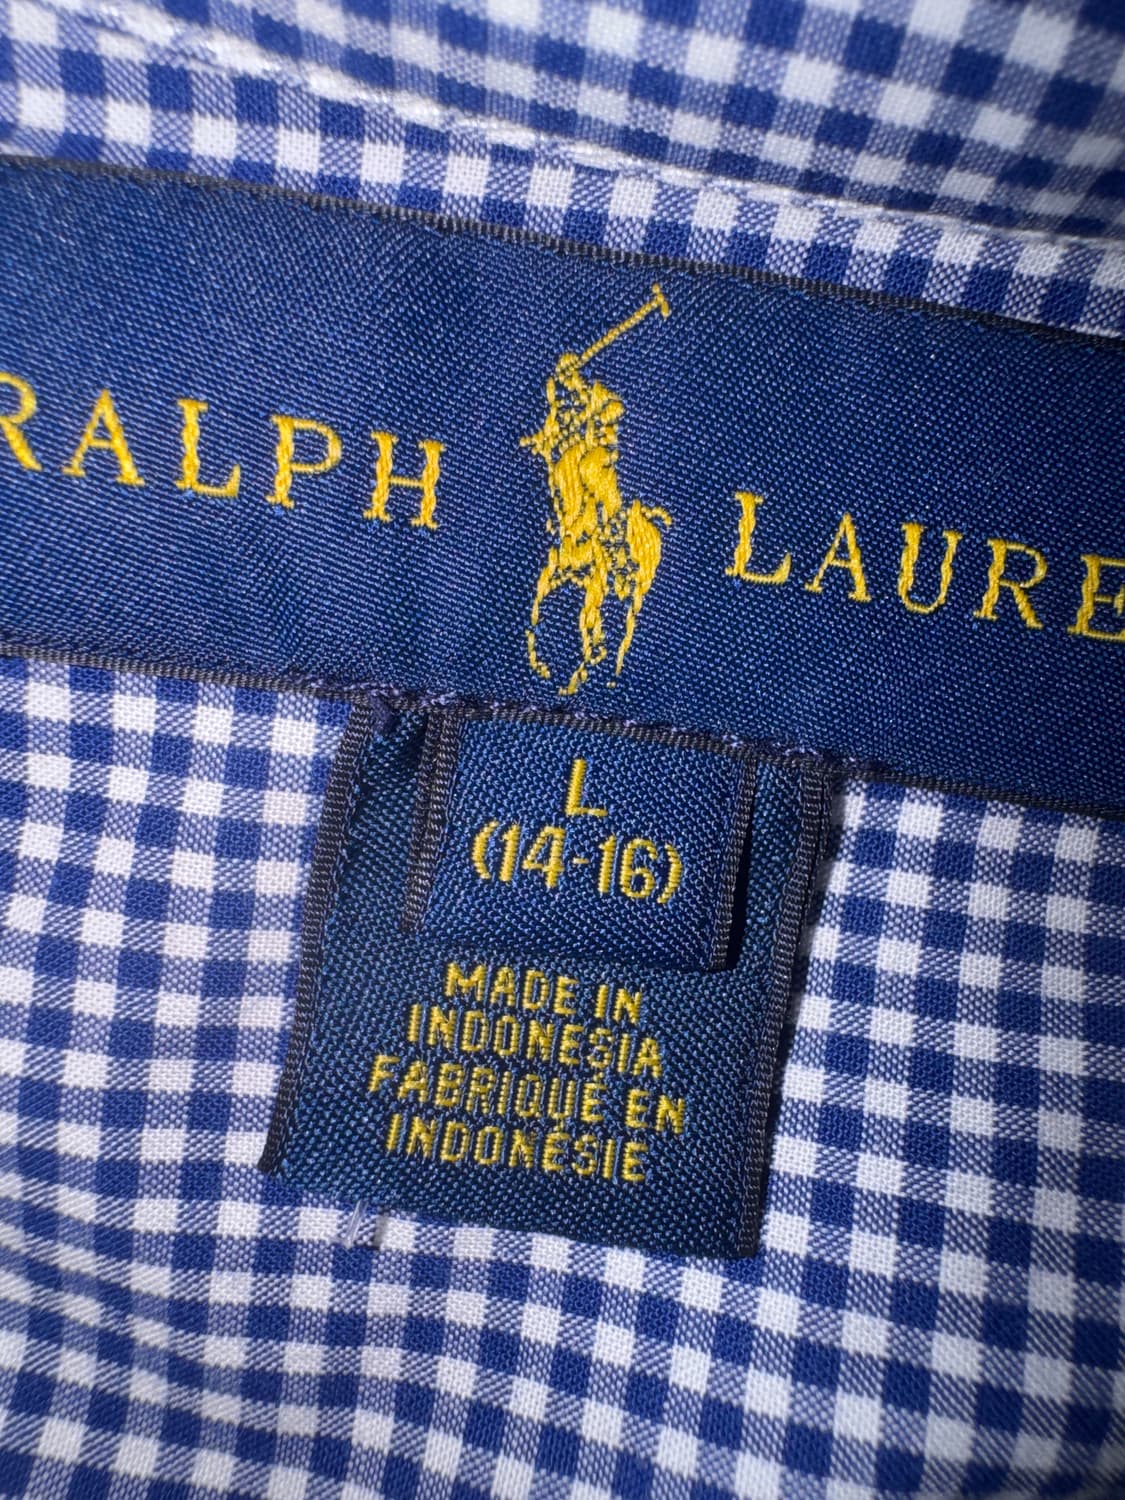 RALPH LAURE
L
(14-16)
MADE IN
INDONESIA
FABRIQUÉ EN
INDONÉSIE